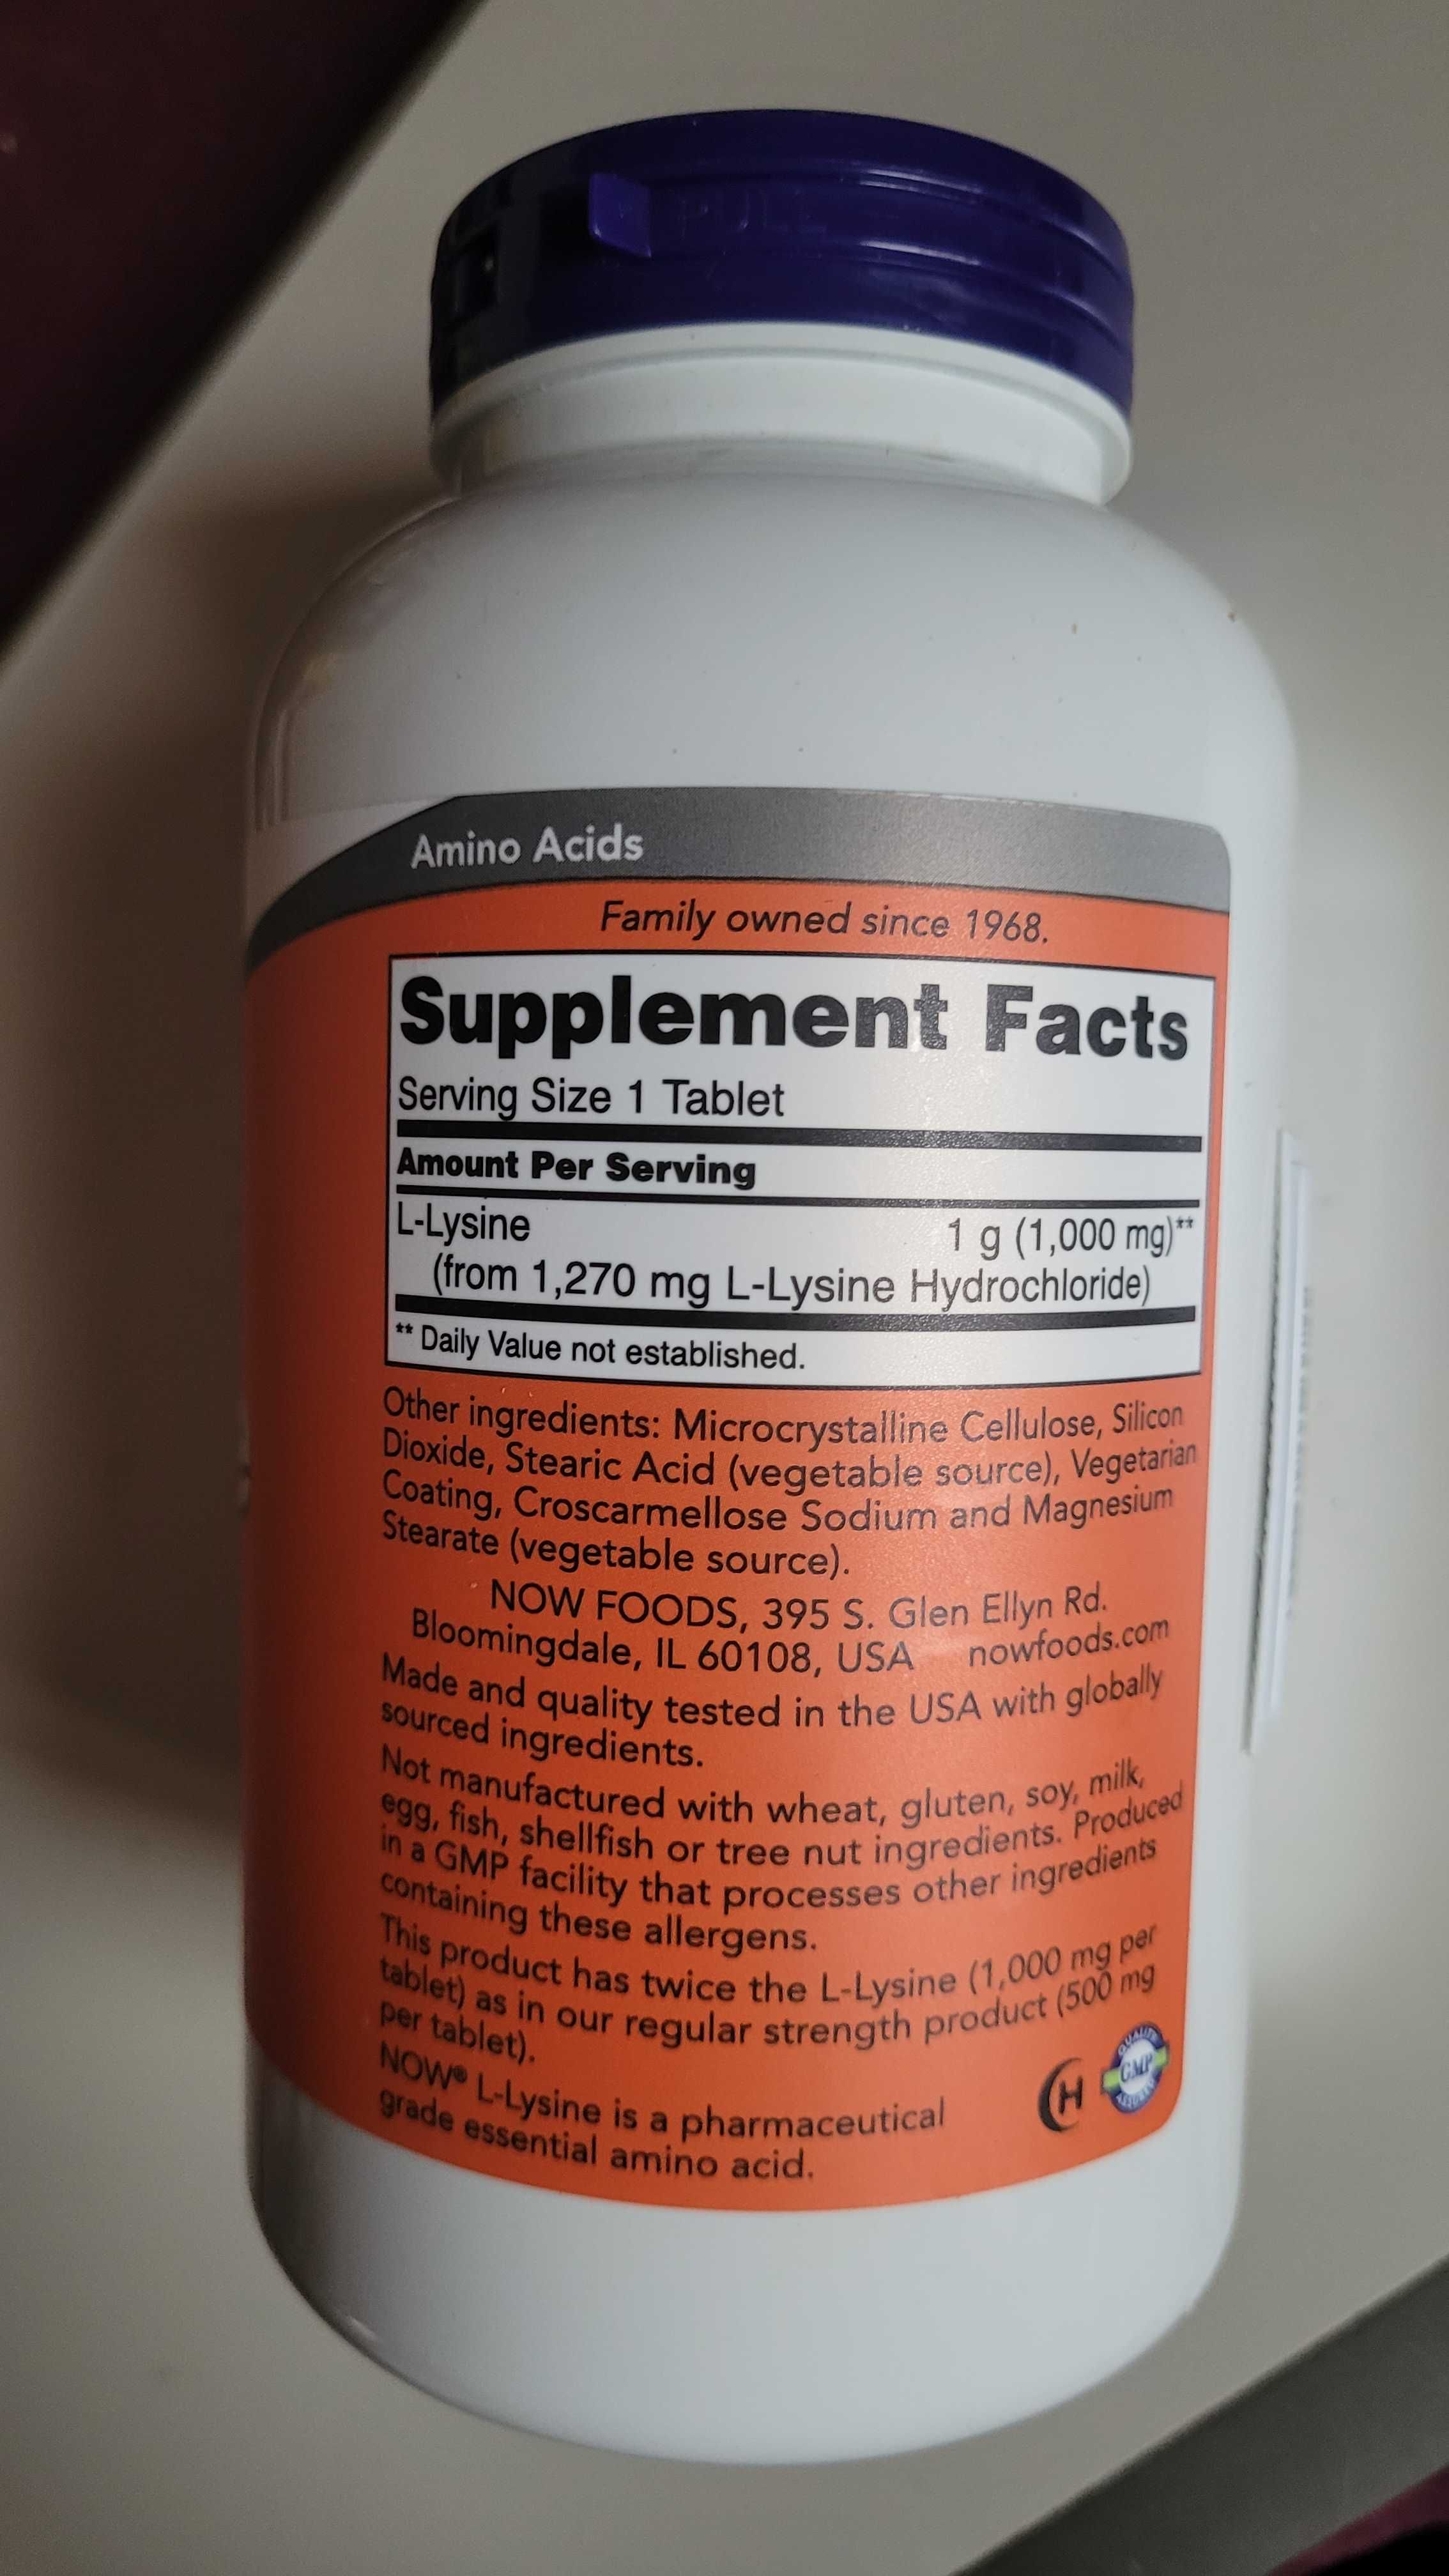 PULL
Amino Acids
Family owned since 1968.
Supplement Facts
Serving Size 1 Tablet
Amount Per Serving
L-Lysine 1 g (1,000 mg)**
(from 1,270 mg L-Lysine Hydrochloride)
** Daily Value not established.
Other ingredients: Microcrystalline Cellulose, Silicon
Dioxide, Stearic Acid (vegetable source), Vegetarian
Coating, Croscarmellose Sodium and Magnesium
Stearate (vegetable source).
NOW FOODS, 395 S. Glen Ellyn Rd.
Bloomingdale, IL 60108, USA nowfoods.com
Made and quality tested in the USA with globally
sourced ingredients.
Not manufactured with wheat, gluten, soy, milk,
egg, fish, shellfish or tree nut ingredients. Produced
in a GMP facility that processes other ingredients
containing these allergens.
This product has twice the L-Lysine (1,000 mg per
tablet) as in our regular strength product (500 mg
per tablet).
NOW® L-Lysine is a pharmaceutical
grade essential amino acid.
H
QUALITY
GMP